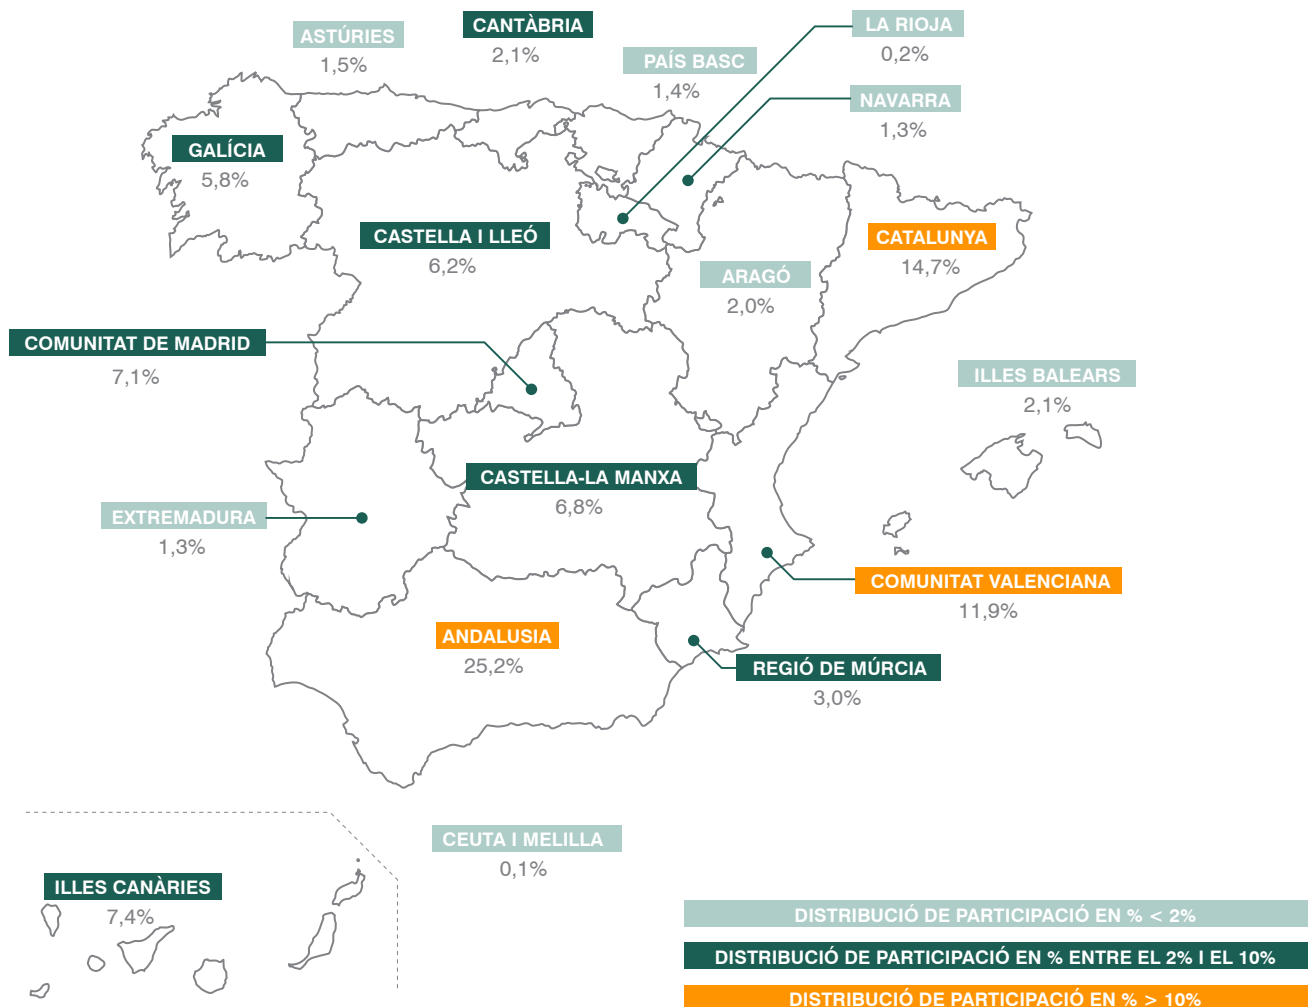 ASTÚRIES
1,5%
CANTÀBRIA
2,1%
PAÍS BASC
1,4%
LA RIOJA
0,2%
NAVARRA
1,3%
GALÍCIA
5,8%
CASTELLA I LLEÓ
6,2%
CATALUNYA
14,7%
ARAGÓ
2,0%
COMUNITAT DE MADRID
7,1%
ILLES BALEARS
2,1%
CASTELLA-LA MANXA
6,8%
EXTREMADURA
1,3%
COMUNITAT VALENCIANA
11,9%
ANDALUSIA
25,2%
REGIÓ DE MÚRCIA
3,0%
CEUTA I MELILLA
0,1%
ILLES CANÀRIES
7,4%
DISTRIBUCIÓ DE PARTICIPACIÓ EN % < 2%
DISTRIBUCIÓ DE PARTICIPACIÓ EN % ENTRE EL 2% I EL 10%
DISTRIBUCIÓ DE PARTICIPACIÓ EN % > 10%